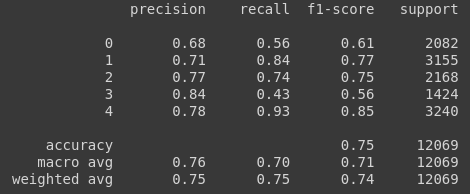 precision recall f1-score support
0 0.68 0.56 0.61 2082
1 0.71 0.84 0.77 3155
2 0.77 0.74 0.75 2168
3 0.84 0.43 0.56 1424
4 0.78 0.93 0.85 3240
accuracy 0.75 12069
macro avg 0.76 0.70 0.71 12069
weighted avg 0.75 0.75 0.74 12069